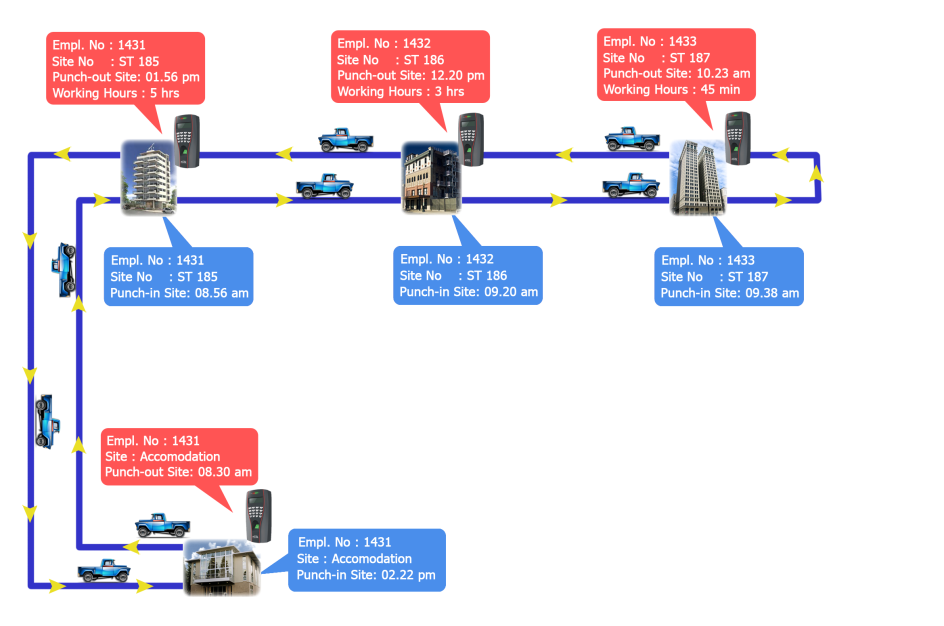 Empl. No : 1431
Site No : ST 185
Punch-out Site: 01.56 pm
Working Hours : 5 hrs
Empl. No : 1432
Site No : ST 186
Punch-out Site: 12.20 pm
Working Hours : 3 hrs
Empl. No : 1433
Site No : ST 187
Punch-out Site: 10.23 am
Working Hours : 45 min
Empl. No : 1431
Site No : ST 185
Punch-in Site: 08.56 am
Empl. No : 1432
Site No : ST 186
Punch-in Site: 09.20 am
Empl. No : 1433
Site No : ST 187
Punch-in Site: 09.38 am
Empl. No : 1431
Site : Accomodation
Punch-out Site: 08.30 am
Empl. No : 1431
Site : Accomodation
Punch-in Site: 02.22 pm